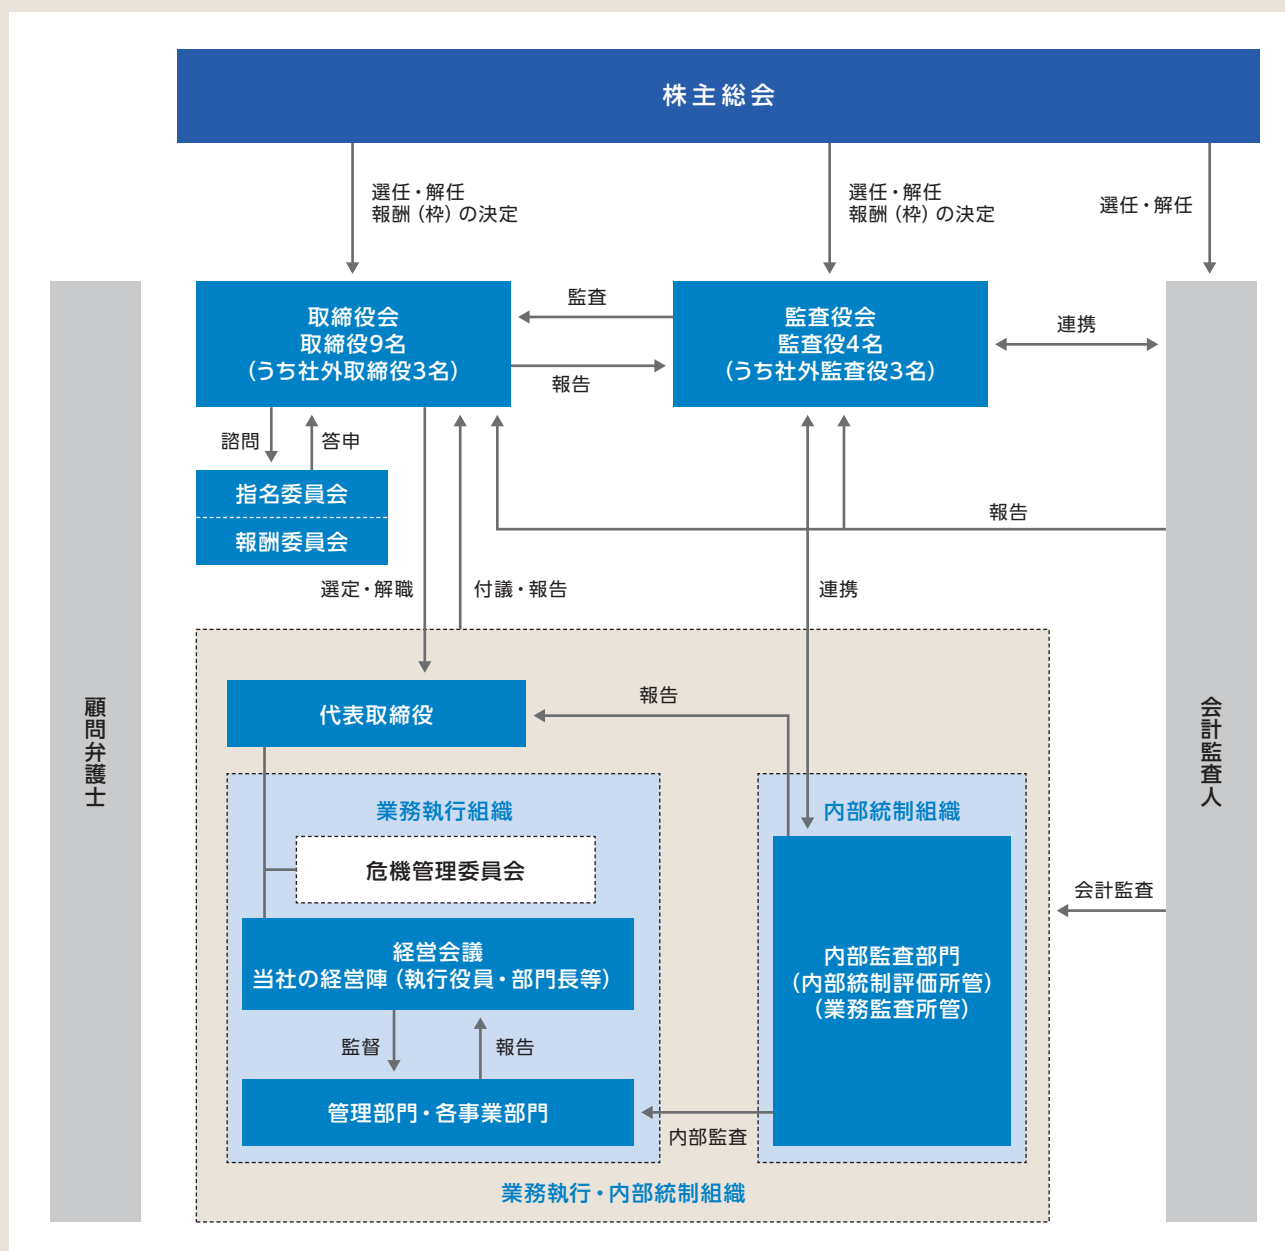 株主総会
選任・解任
報酬（枠）の決定
選任・解任
報酬（枠）の決定
選任・解任
取締役会
取締役9名
（うち社外取締役3名）
監査
報告
監査役会
監査役4名
（うち社外監査役3名）
連携
諮問
答申
指名委員会
報酬委員会
報告
選定・解職
付議・報告
連携
顧問弁護士
会計監査人
代表取締役
報告
業務執行組織
危機管理委員会
経営会議
当社の経営陣（執行役員・部門長等）
監督
報告
管理部門・各事業部門
内部統制組織
内部監査部門
（内部統制評価所管）
（業務監査所管）
会計監査
内部監査
業務執行・内部統制組織